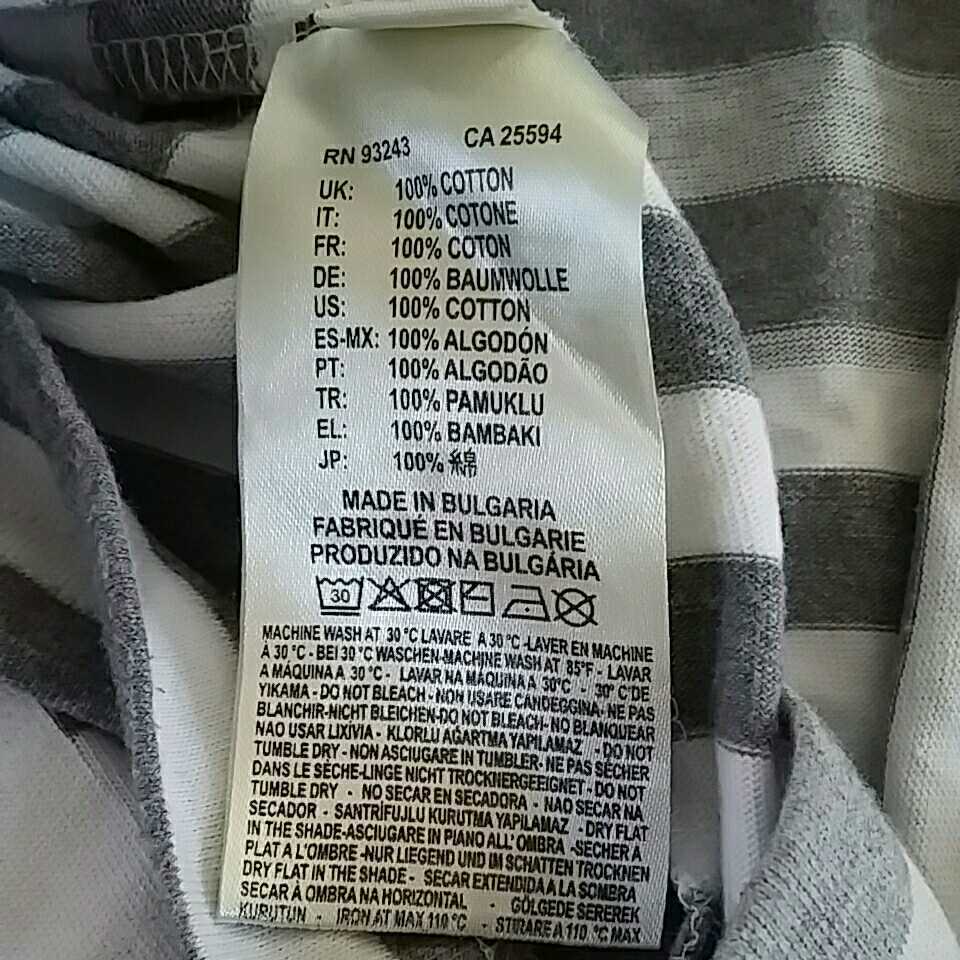 RN 93243 CA 25594
UK: 100% COTTON
IT: 100% COTONE
FR: 100% COTON
DE: 100% BAUMWOLLE
US: 100% COTTON
ES-MX: 100% ALGODÓN
PT: 100% ALGODÃO
TR: 100% PAMUKLU
EL: 100% BAMBAKI
JP: 100% 綿
MADE IN BULGARIA
FABRIQUÉ EN BULGARIE
PRODUZIDO NA BULGÁRIA
30
MACHINE WASH AT 30°C LAVARE A 30°C -LAVER EN MACHINE
À 30°C - BEI 30°C WASCHEN-MACHINE WASH AT 85°F - LAVAR
A MÁQUINA A 30°C - LAVAR NA MÁQUINA A 30°C - 30°C'DE
YIKAMA - DO NOT BLEACH - NON USARE CANDEGGINA- NE PAS
BLANCHIR-NICHT BLEICHEN-DO NOT BLEACH- NO BLANQUEAR
NAO USAR LIXIVIA - KLORLU AGARTMA YAPILAMAZ - DO NOT
TUMBLE DRY - NON ASCIUGARE IN TUMBLER- NE PAS SÉCHER
DANS LE SÈCHE-LINGE NICHT TROCKNERGEEIGNET - DO NOT
TUMBLE DRY - NO SECAR EN SECADORA - NAO SECAR NA
SECADOR - SANTRİFUJLU KURUTMA YAPILAMAZ - DRY FLAT
IN THE SHADE-ASCIUGARE IN PIANO ALL' OMBRA -SÉCHER A
PLAT A L'OMBRE -NUR LIEGEND UND IM SCHATTEN TROCKNEN
DRY FLAT IN THE SHADE - SECAR EXTENDIDA A LA SOMBRA
SECAR À OMBRA NA HORIZONTAL - GÖLGEDE SEREREK
KURUTUN - IRON AT MAX 110°C - STIRARE A 110 °C MAX